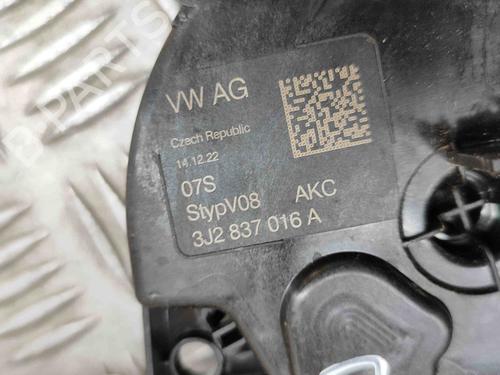 VW AG
Czech Republic
14.12.22
07S
StypV08 AKC
3J2 837 016 A